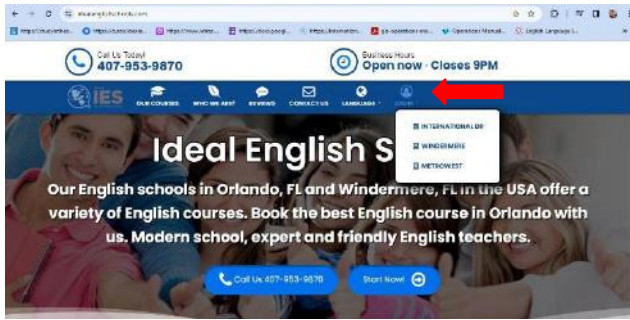 Call Us Today!
407-953-9870
Business Hours
Open now · Closes 9PM
IES
OUR COURSES
WHO WE ARE?
REVIEWS
CONTACT US
LANGUAGE
LOGIN
INTERNATIONAL DR
WINDERMERE
METROWEST
Ideal English S
Our English schools in Orlando, FL and Windermere, FL in the USA offer a
variety of English courses. Book the best English course in Orlando with
us. Modern school, expert and friendly English teachers.
Call Us 407-953-9870
Start Now!